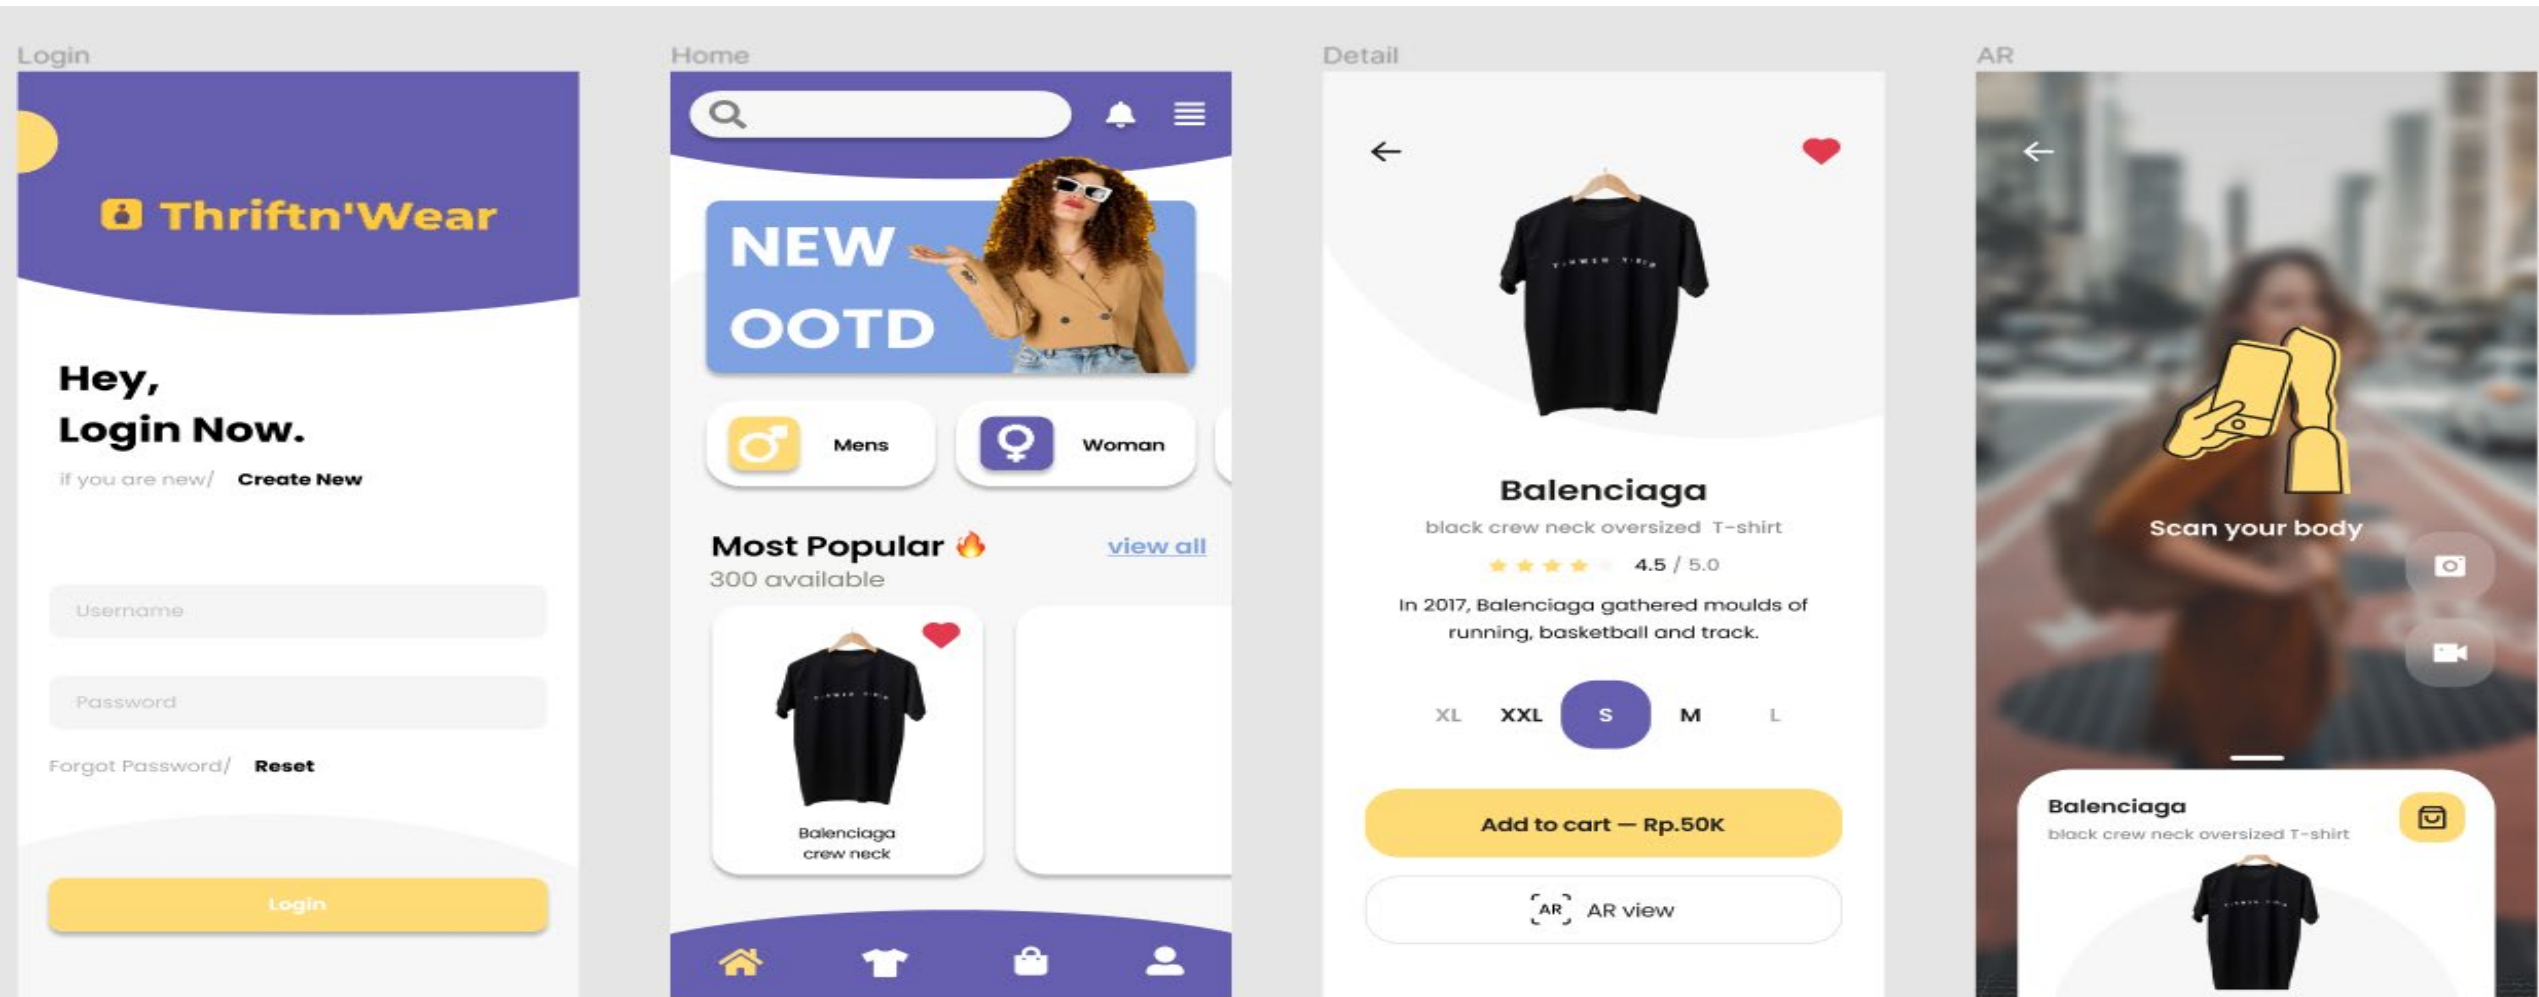 Login
Thriftn'Wear
Hey,
Login Now.
if you are new/ Create New
Username
Password
Forgot Password/ Reset
Login
Home
NEW
OOTD
Mens
Woman
Most Popular 🔥 view all
300 available
Balenciaga
crew neck
Detail
Balenciaga
black crew neck oversized T-shirt
4.5 / 5.0
In 2017, Balenciaga gathered moulds of
running, basketball and track.
XL XXL S M L
Add to cart — Rp.50K
AR AR view
AR
Scan your body
Balenciaga
black crew neck oversized T-shirt